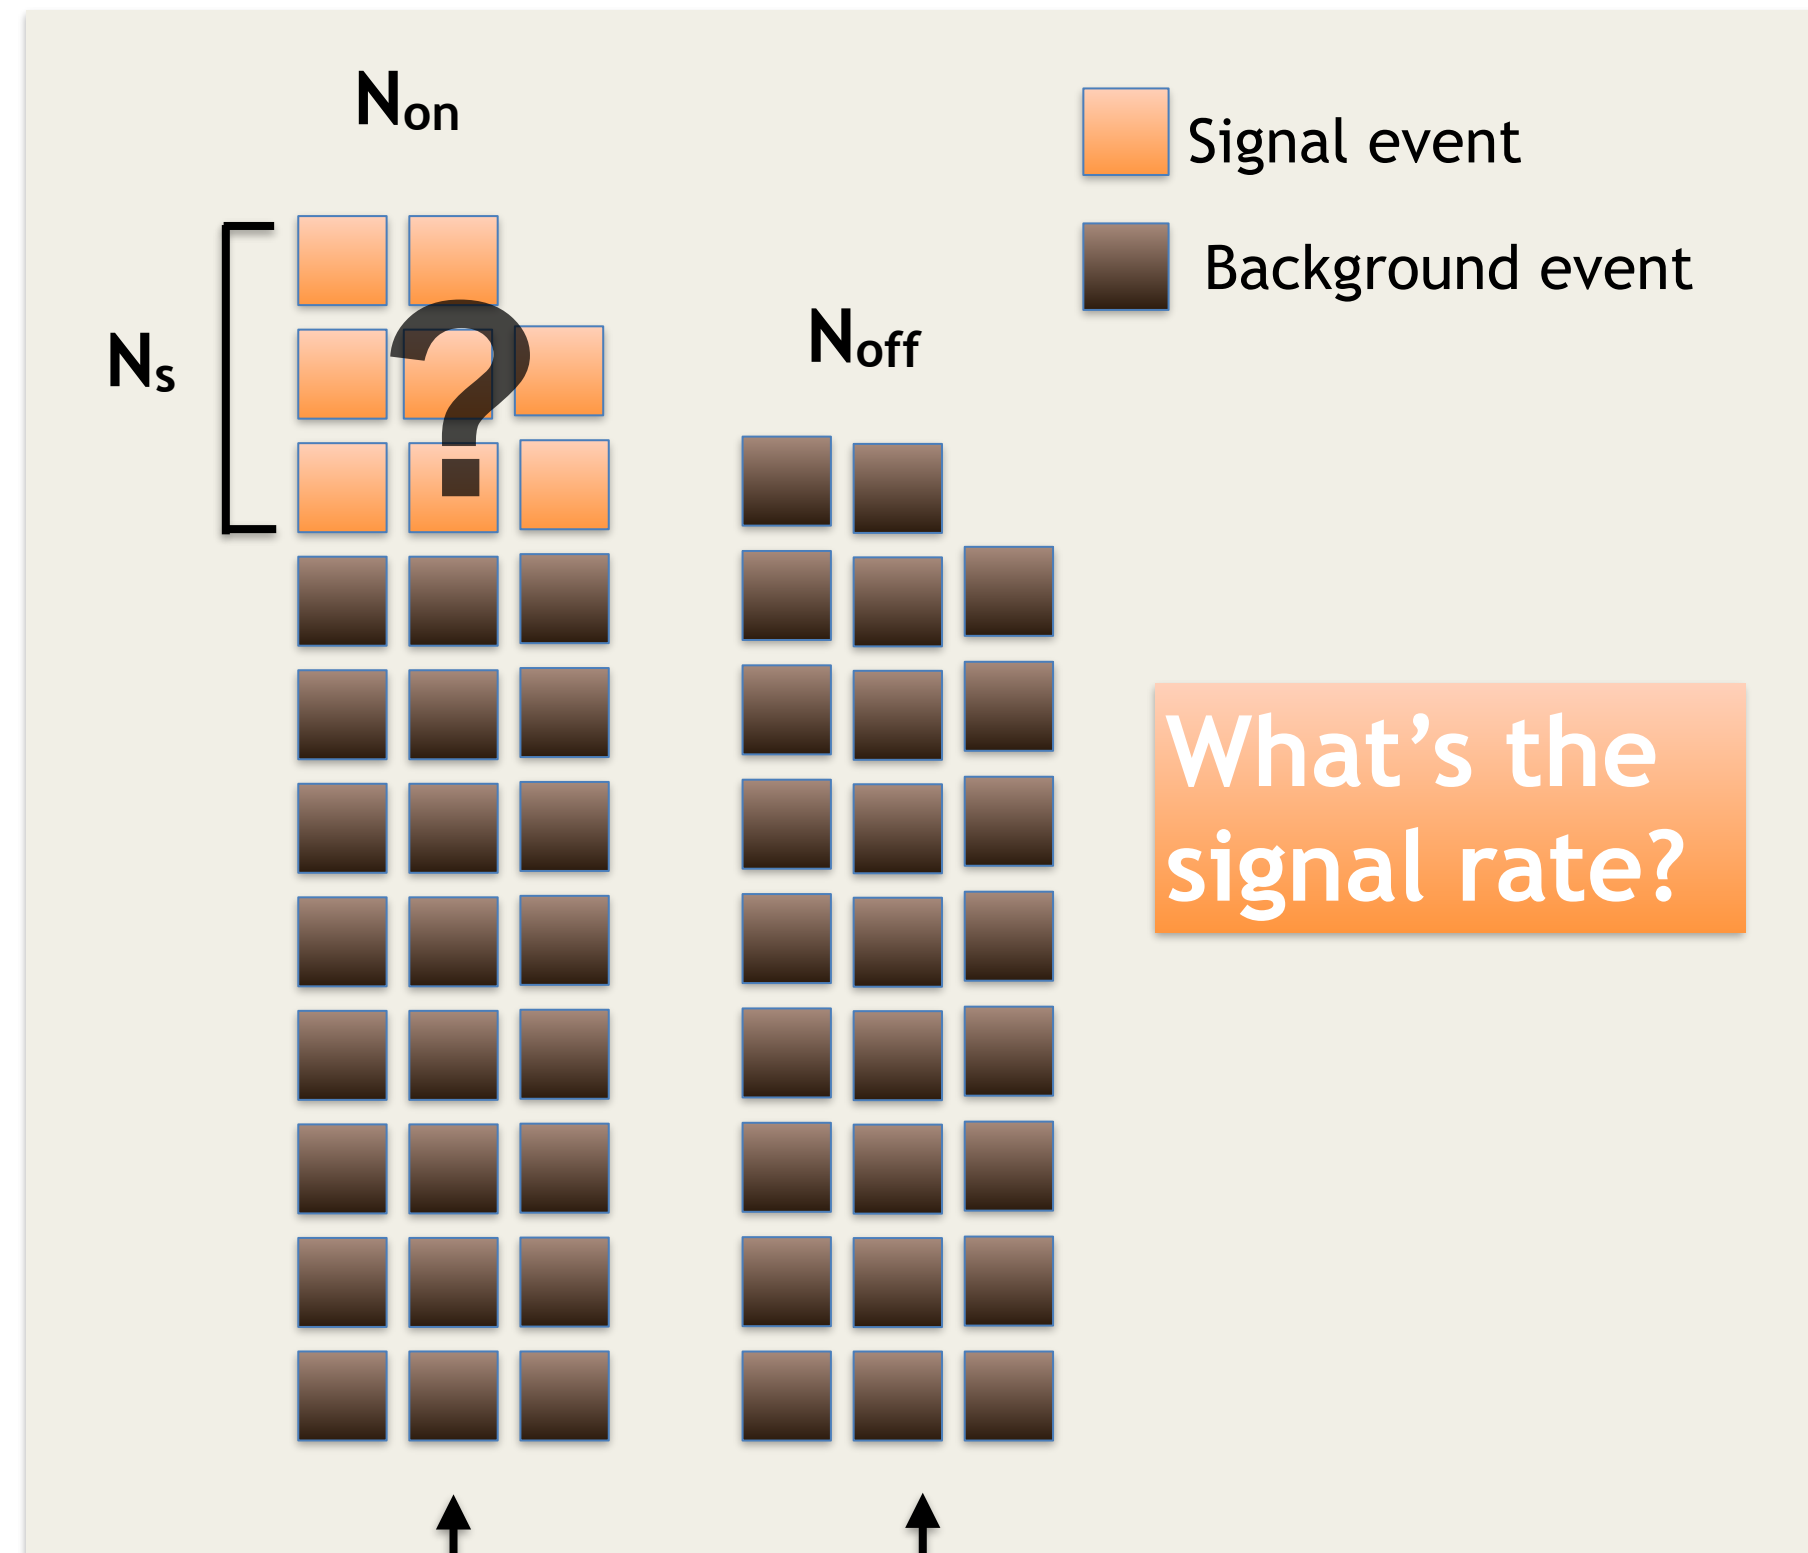 Non
Signal event
Background event
Ns
?
Noff
What’s the
signal rate?